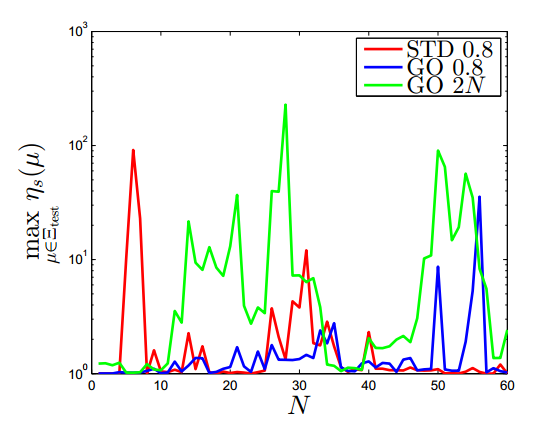 10³
STD 0.8
GO 0.8
GO 2N
10²
max η_s(μ)
μ∈Ξ_test
10¹
10⁰
0 10 20 30 40 50 60
N